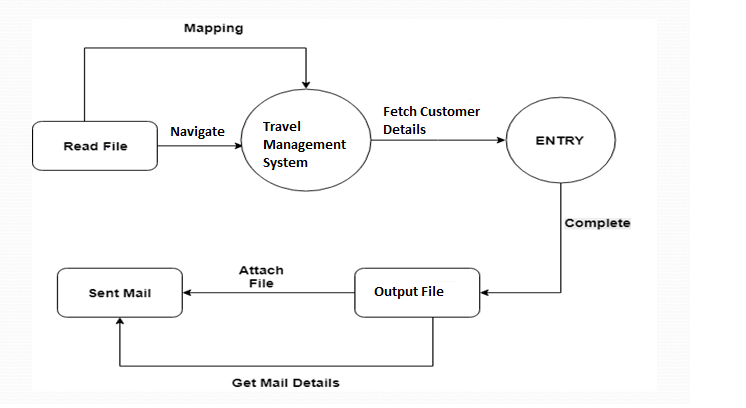 Mapping
Read File
Navigate
Travel
Management
System
Fetch Customer
Details
ENTRY
Complete
Sent Mail
Attach
File
Output File
Get Mail Details